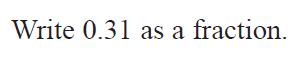 Write 0.31 as a fraction.